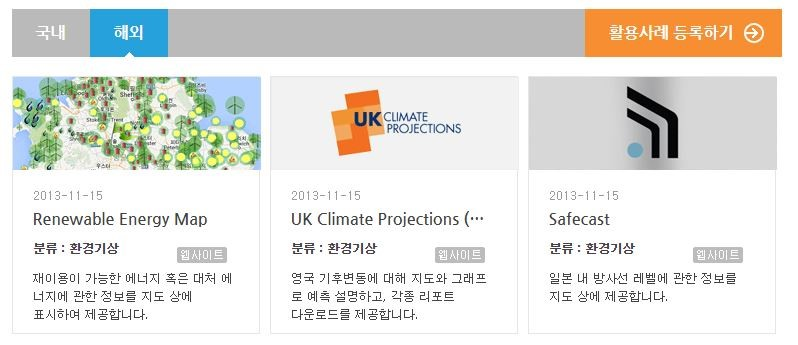 국내
해외
활용사례 등록하기
UK CLIMATE
PROJECTIONS
2013-11-15
Renewable Energy Map
분류 : 환경기상
웹사이트
재이용이 가능한 에너지 혹은 대처 에
너지에 관한 정보를 지도 상에
표시하여 제공합니다.
2013-11-15
UK Climate Projections (…
분류 : 환경기상
웹사이트
영국 기후변동에 대해 지도와 그래프
로 예측 설명하고, 각종 리포트
다운로드를 제공합니다.
2013-11-15
Safecast
분류 : 환경기상
웹사이트
일본 내 방사선 레벨에 관한 정보를
지도 상에 제공합니다.